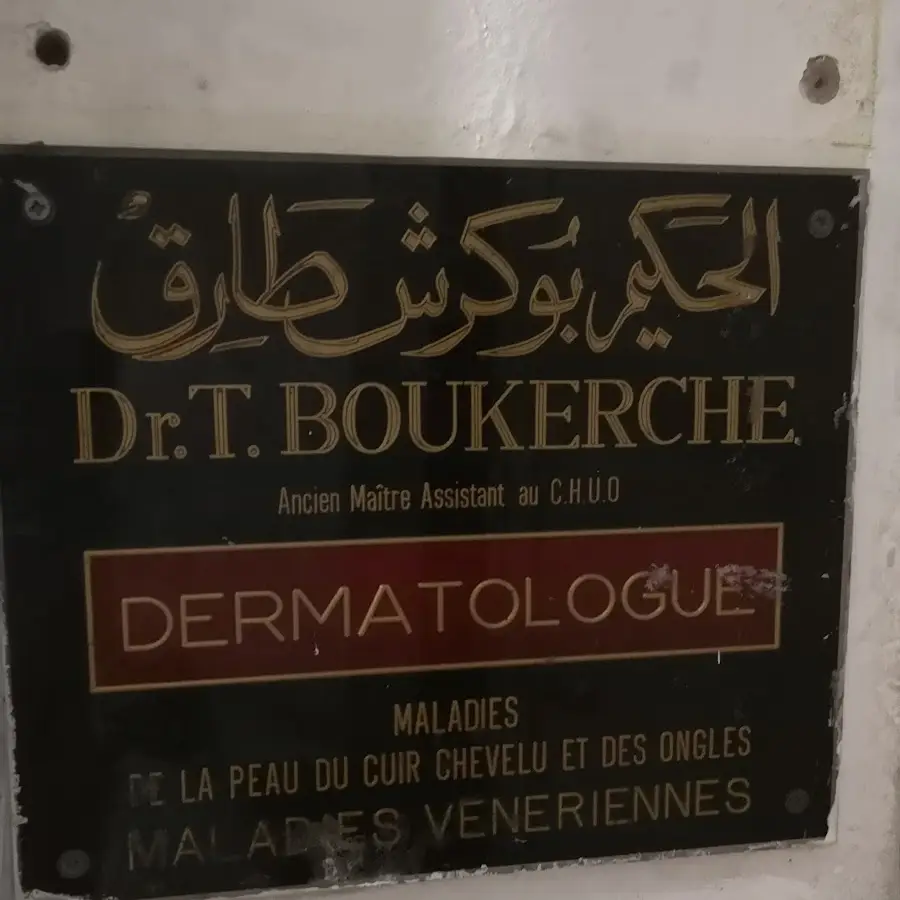 الحكيم بوكرش طارق
Dr.T. BOUKERCHE
Ancien Maître Assistant au C.H.U.O
DERMATOLOGUE
MALADIES
DE LA PEAU DU CUIR CHEVELU ET DES ONGLES
MALADIES VENERIENNES